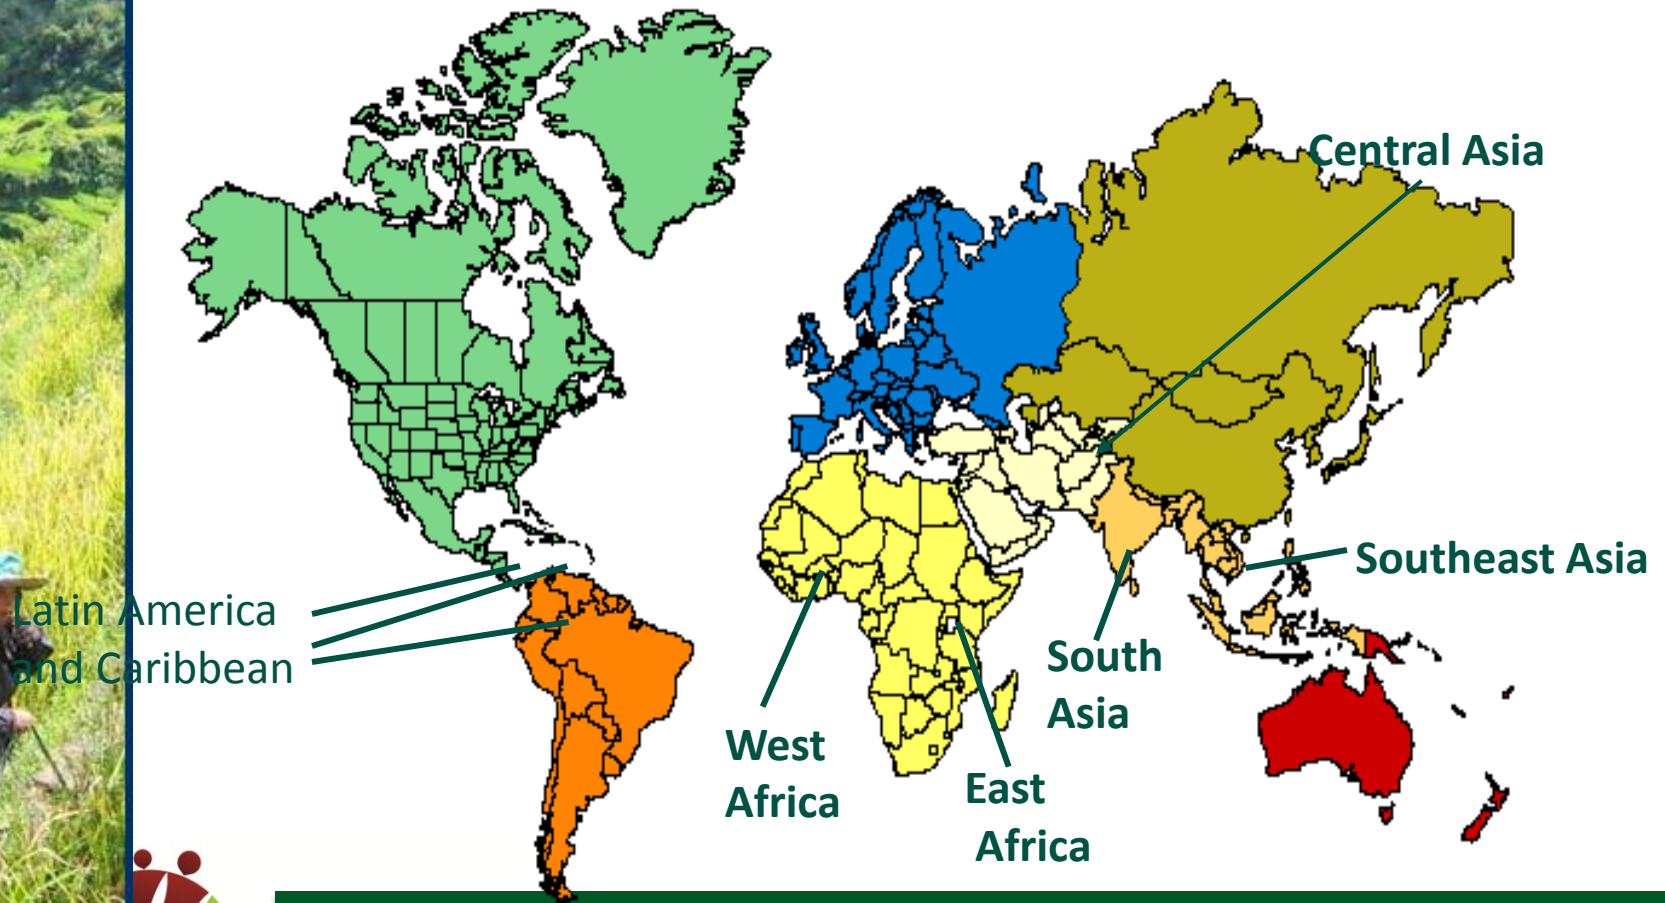 Central Asia
Southeast Asia
Latin America
and Caribbean
South
Asia
West
Africa
East
Africa